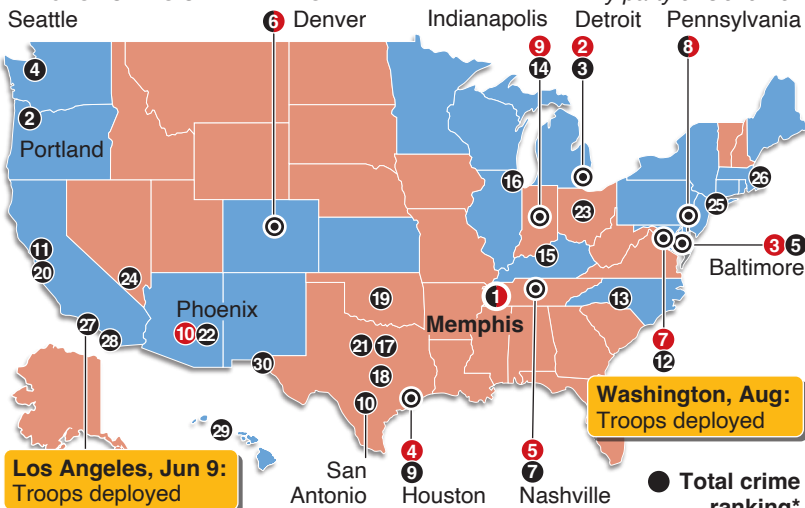 party of
Seattle
6 Denver
Indianapolis
Detroit
Pennsylvania
9
14
2
3
8
4
2
Portland
16
26
25
23
11
20
15
3 5
Baltimore
24
19
1
Memphis
13
Phoenix
10 22
27
28
21 17
7
12
30
18
10
29
Washington, Aug:
Troops deployed
Los Angeles, Jun 9:
Troops deployed
4
9
5
7
San
Antonio
Houston
Nashville
Total crime
ranking*